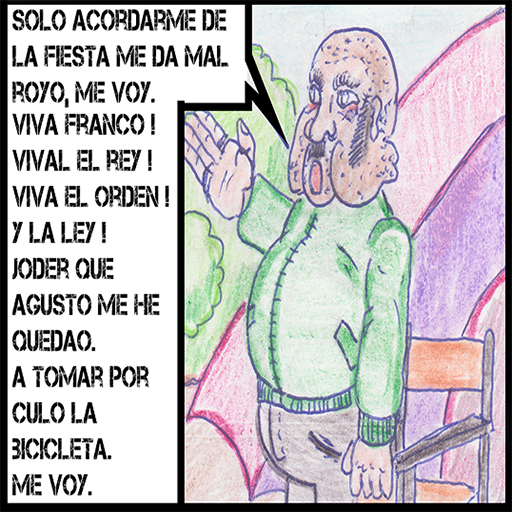 SOLO ACORDARME DE
LA FIESTA ME DA MAL
ROYO, ME VOY.
VIVA FRANCO !
VIVAL EL REY !
VIVA EL ORDEN !
Y LA LEY !
JODER QUE
AGUSTO ME HE
QUEDAO.
A TOMAR POR
CULO LA
BICICLETA.
ME VOY.